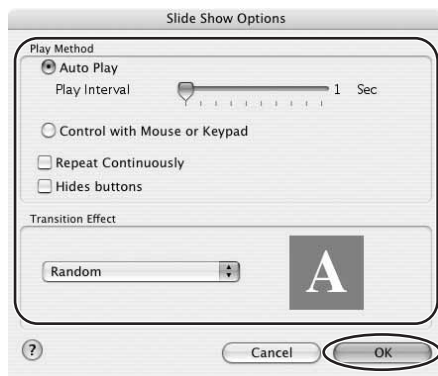 Slide Show Options
Play Method
Auto Play
Play Interval 1 Sec
Control with Mouse or Keypad
Repeat Continuously
Hides buttons
Transition Effect
Random
A
? Cancel OK